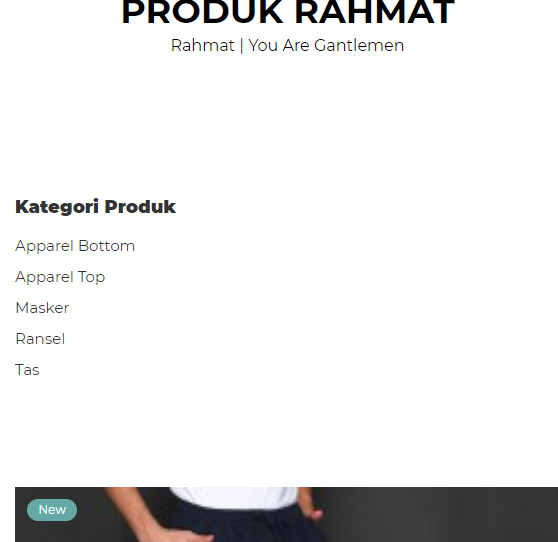 PRODUK RAHMAT
Rahmat | You Are Gantlemen
Kategori Produk
Apparel Bottom
Apparel Top
Masker
Ransel
Tas
New